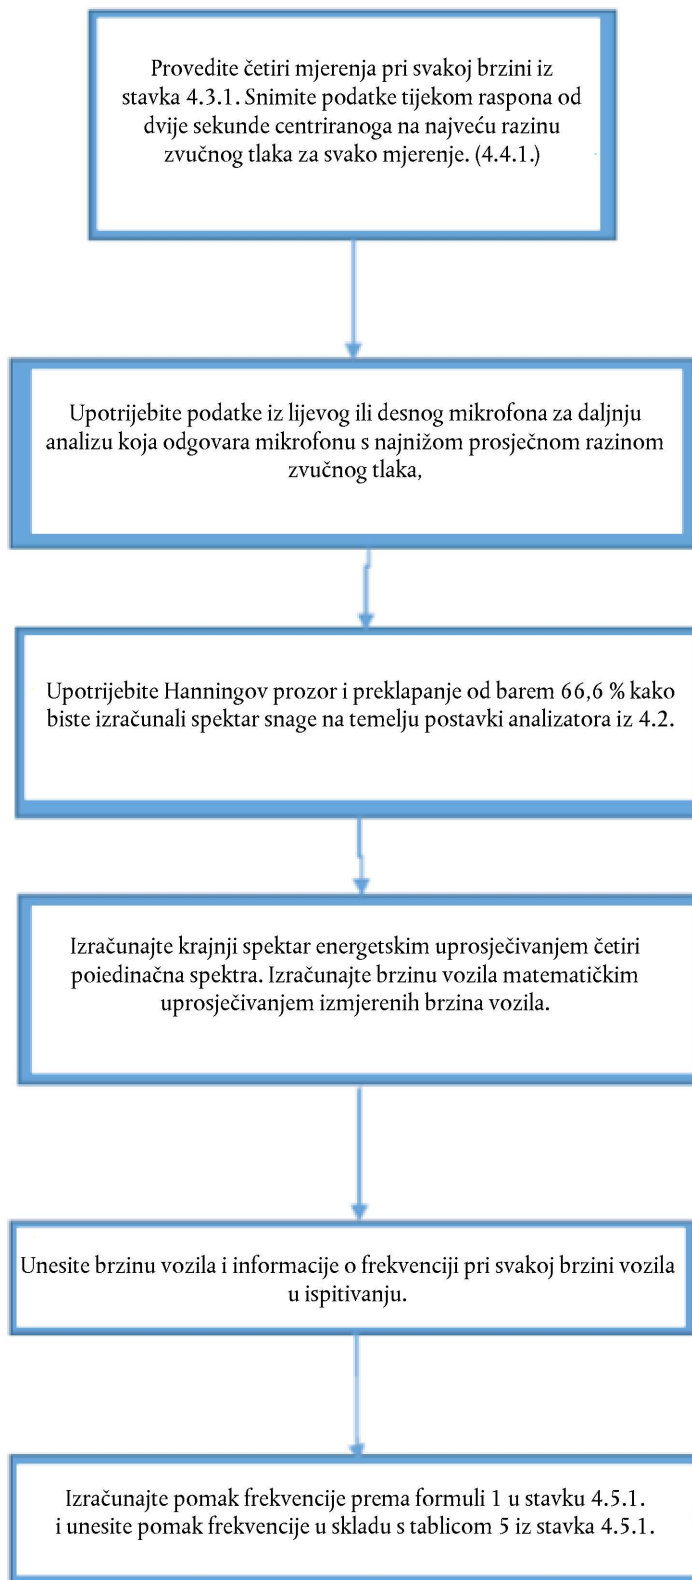 Provedite četiri mjerenja pri svakoj brzini iz
stavka 4.3.1. Snimite podatke tijekom raspona od
dvije sekunde centriranoga na najveću razinu
zvučnog tlaka za svako mjerenje. (4.4.1.)
Upotrijebite podatke iz lijevog ili desnog mikrofona za daljnju
analizu koja odgovara mikrofonu s najnižom prosječnom razinom
zvučnog tlaka,
Upotrijebite Hanningov prozor i preklapanje od barem 66,6 % kako
biste izračunali spektar snage na temelju postavki analizatora iz 4.2.
Izračunajte krajnji spektar energetskim uprosječivanjem četiri
poiedinačna spektra. Izračunajte brzinu vozila matematičkim
uprosječivanjem izmjerenih brzina vozila.
Unesite brzinu vozila i informacije o frekvenciji pri svakoj brzini vozila
u ispitivanju.
Izračunajte pomak frekvencije prema formuli 1 u stavku 4.5.1.
i unesite pomak frekvencije u skladu s tablicom 5 iz stavka 4.5.1.